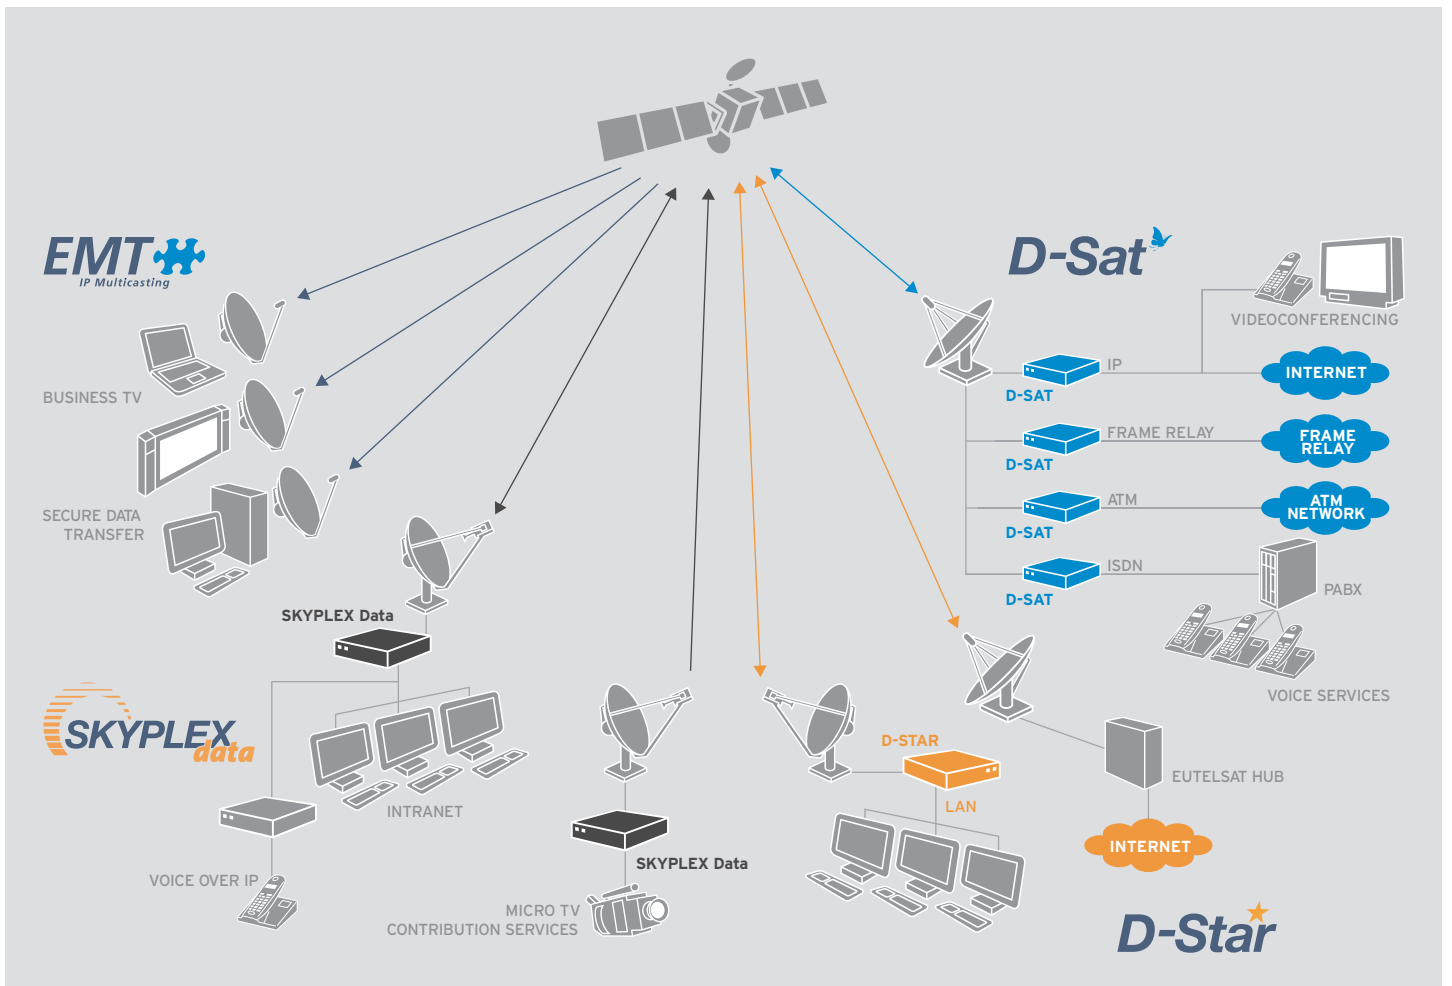 EMT
IP Multicasting
BUSINESS TV
SECURE DATA
TRANSFER
D-Sat
VIDEOCONFERENCING
IP
D-SAT
INTERNET
FRAME RELAY
D-SAT
FRAME
RELAY
ATM
D-SAT
ATM
NETWORK
ISDN
D-SAT
PABX
VOICE SERVICES
SKYPLEX Data
SKYPLEX
data
INTRANET
VOICE OVER IP
SKYPLEX Data
MICRO TV
CONTRIBUTION SERVICES
D-STAR
LAN
EUTELSAT HUB
INTERNET
D-Star